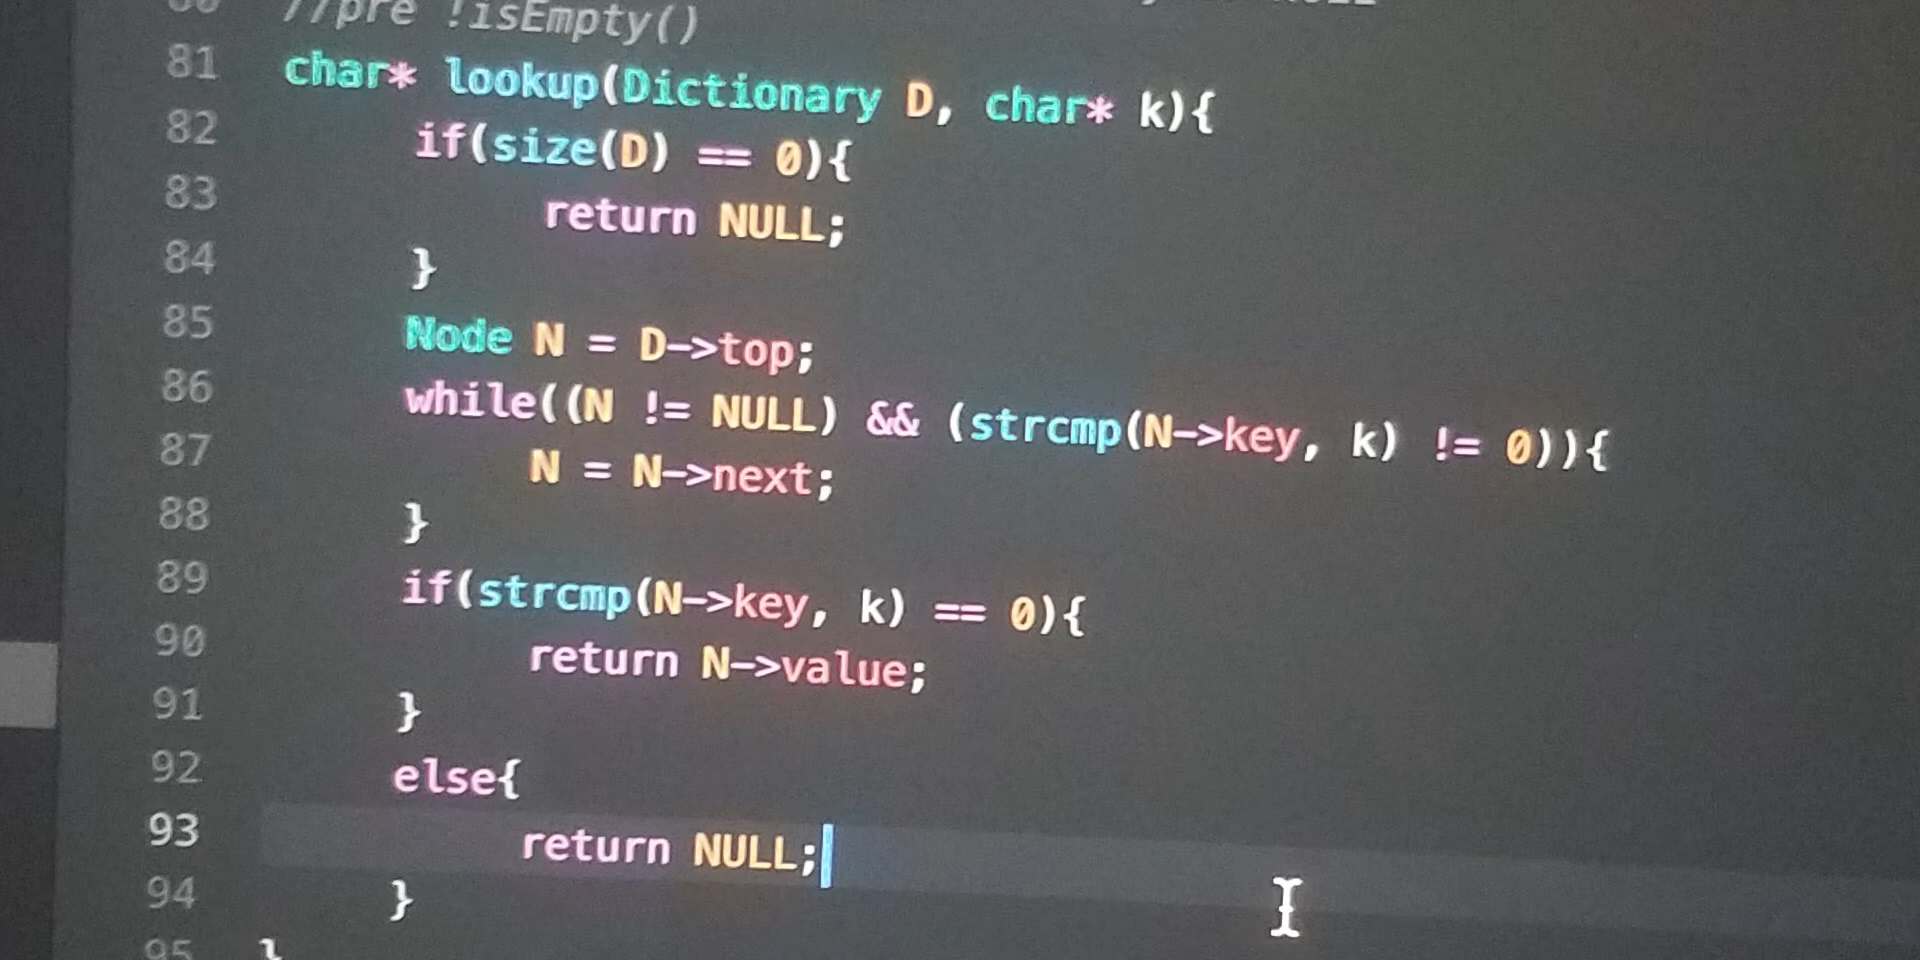 80 //pre !isEmpty()
81 char* lookup(Dictionary D, char* k){
82 if(size(D) == 0){
83 return NULL;
84 }
85 Node N = D->top;
86 while((N != NULL) && (strcmp(N->key, k) != 0)){
87 N = N->next;
88 }
89 if(strcmp(N->key, k) == 0){
90 return N->value;
91 }
92 else{
93 return NULL;
94 }
95 }